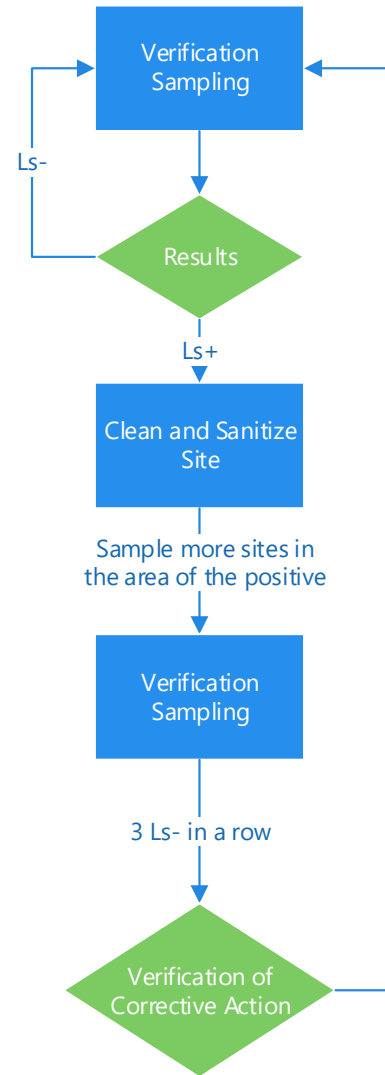 Verification
Sampling
Ls-
Results
Ls+
Clean and Sanitize
Site
Sample more sites in
the area of the positive
Verification
Sampling
3 Ls- in a row
Verification of
Corrective Action